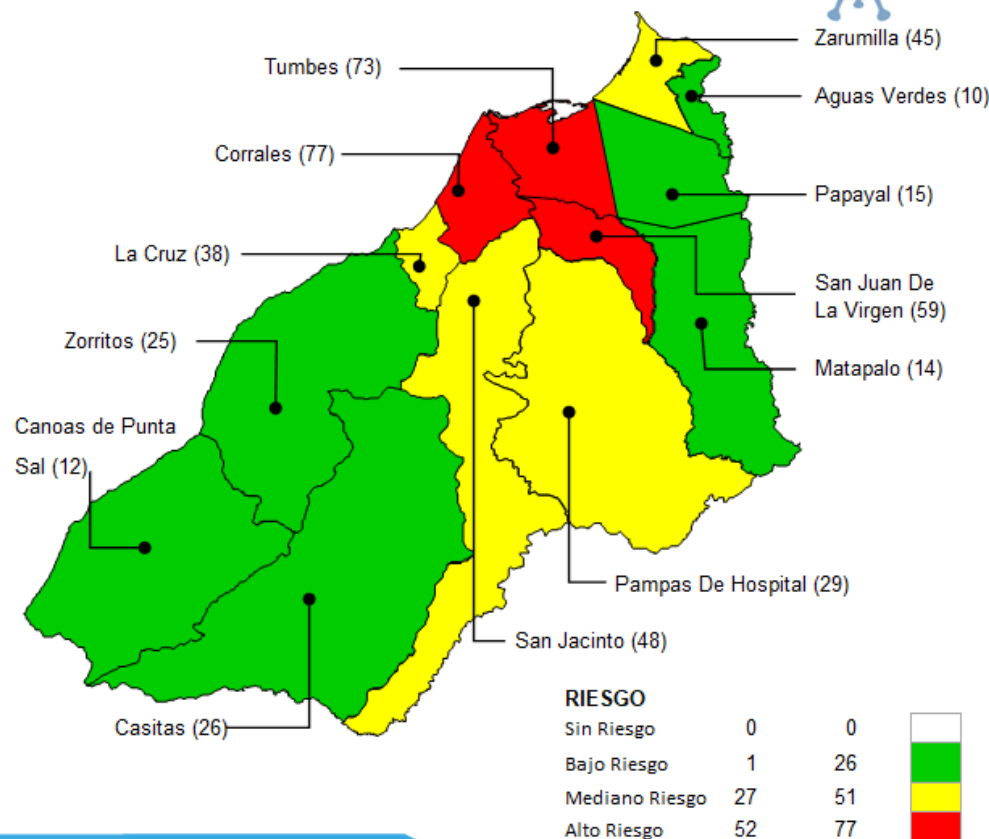 Zarumilla (45)
Tumbes (73)
Aguas Verdes (10)
Corrales (77)
Papayal (15)
La Cruz (38)
San Juan De
La Virgen (59)
Zorritos (25)
Matapalo (14)
Canoas de Punta
Sal (12)
Pampas De Hospital (29)
San Jacinto (48)
Casitas (26)
RIESGO
Sin Riesgo 0 0
Bajo Riesgo 1 26
Mediano Riesgo 27 51
Alto Riesgo 52 77